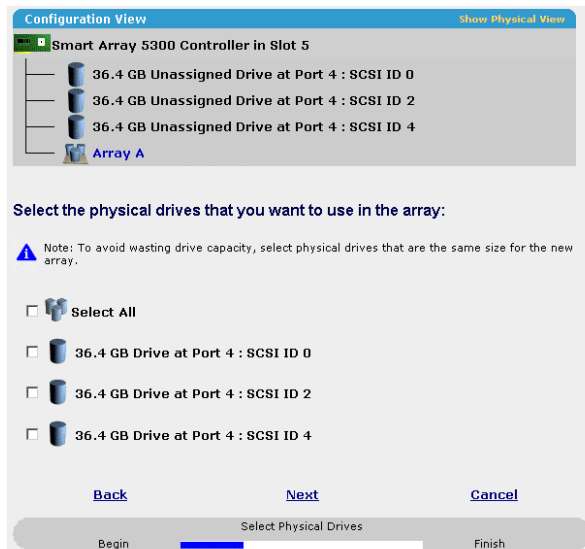 Configuration View Show Physical View
Smart Array 5300 Controller in Slot 5
36.4 GB Unassigned Drive at Port 4 : SCSI ID 0
36.4 GB Unassigned Drive at Port 4 : SCSI ID 2
36.4 GB Unassigned Drive at Port 4 : SCSI ID 4
Array A
Select the physical drives that you want to use in the array:
Note: To avoid wasting drive capacity, select physical drives that are the same size for the new
array.
Select All
36.4 GB Drive at Port 4 : SCSI ID 0
36.4 GB Drive at Port 4 : SCSI ID 2
36.4 GB Drive at Port 4 : SCSI ID 4
Back Next Cancel
Select Physical Drives
Begin Finish